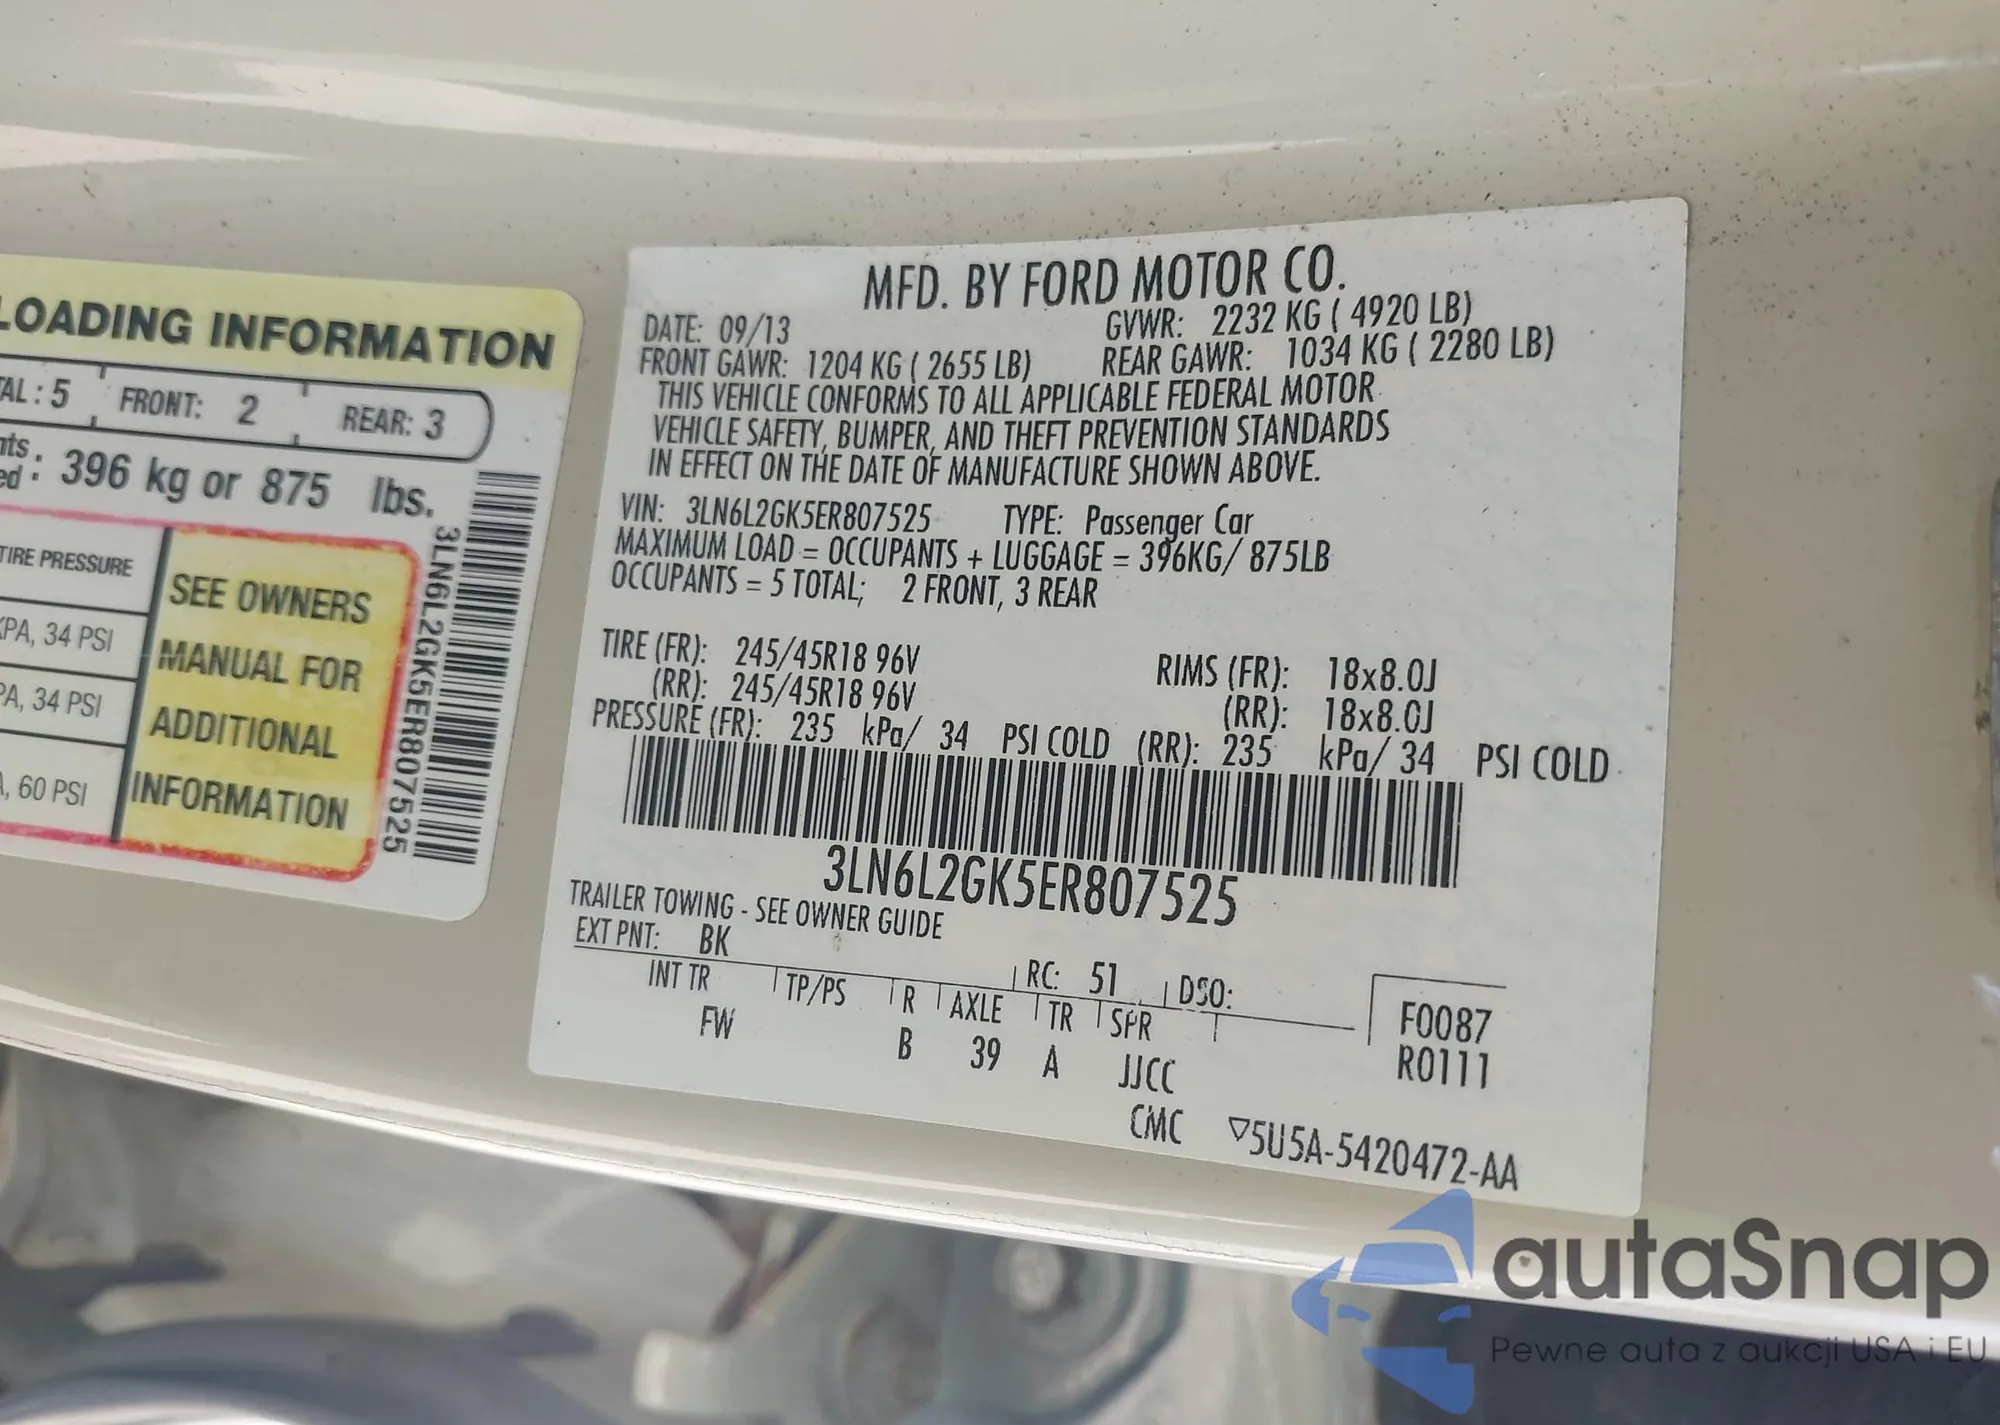 LOADING INFORMATION
TAL : 5 FRONT: 2 REAR: 3
nts
ed : 396 kg or 875 lbs.
TIRE PRESSURE
KPA, 34 PSI
PA, 34 PSI
A, 60 PSI
SEE OWNERS
MANUAL FOR
ADDITIONAL
INFORMATION
3LN6L2GK5ER807525
MFD. BY FORD MOTOR CO.
DATE: 09/13 GVWR: 2232 KG ( 4920 LB)
FRONT GAWR: 1204 KG ( 2655 LB) REAR GAWR: 1034 KG ( 2280 LB)
THIS VEHICLE CONFORMS TO ALL APPLICABLE FEDERAL MOTOR
VEHICLE SAFETY, BUMPER, AND THEFT PREVENTION STANDARDS
IN EFFECT ON THE DATE OF MANUFACTURE SHOWN ABOVE.
VIN: 3LN6L2GK5ER807525 TYPE: Passenger Car
MAXIMUM LOAD = OCCUPANTS + LUGGAGE = 396KG/ 875LB
OCCUPANTS = 5 TOTAL; 2 FRONT, 3 REAR
TIRE (FR): 245/45R18 96V RIMS (FR): 18x8.0J
(RR): 245/45R18 96V (RR): 18x8.0J
PRESSURE (FR): 235 kPa/ 34 PSI COLD (RR): 235 kPa/ 34 PSI COLD
3LN6L2GK5ER807525
TRAILER TOWING - SEE OWNER GUIDE
EXT PNT: BK RC: 51 DSO:
INT TR TP/PS R AXLE TR SPR F0087
FW B 39 A JJCC R0111
CMC ▽5U5A-5420472-AA
autaSnap
Pewne auta z aukcji USA i EU